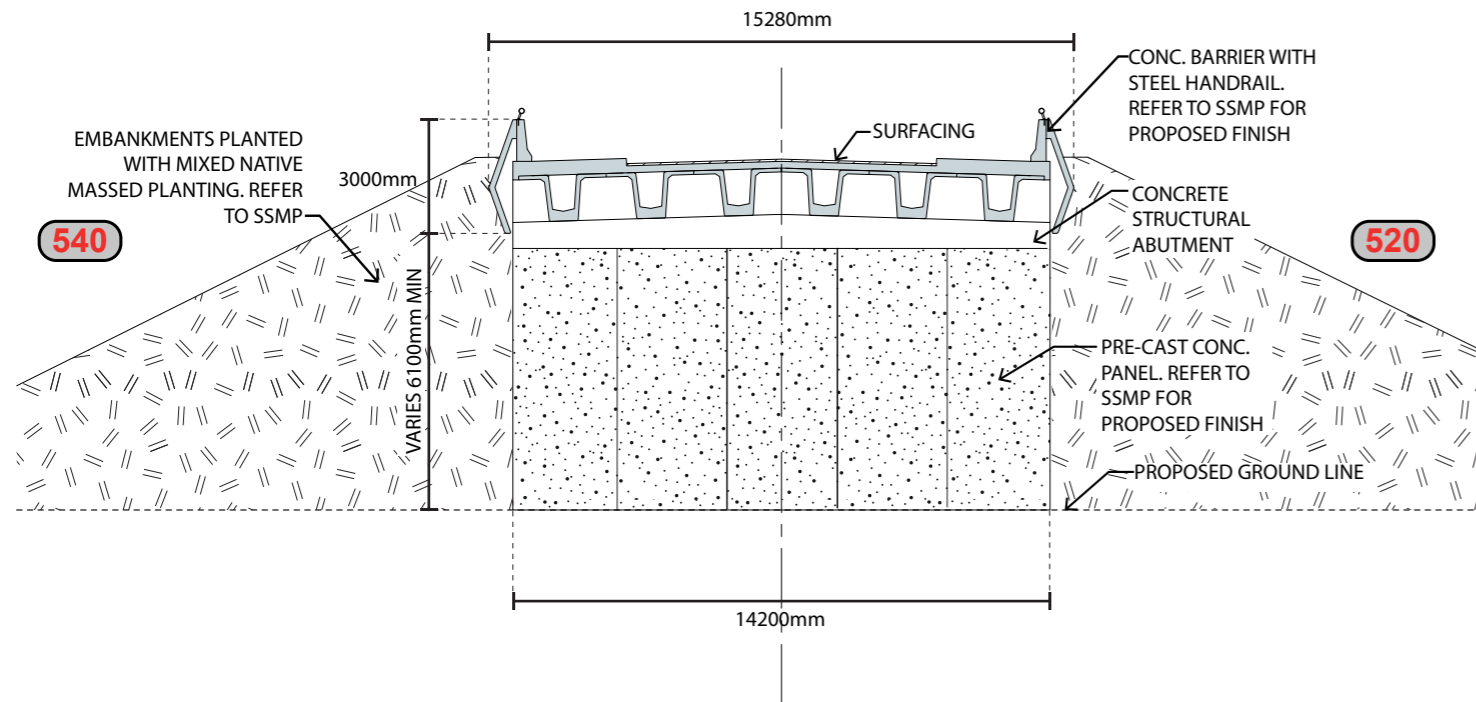 15280mm
CONC. BARRIER WITH
STEEL HANDRAIL.
REFER TO SSMP FOR
PROPOSED FINISH
SURFACING
EMBANKMENTS PLANTED
WITH MIXED NATIVE
MASSED PLANTING. REFER
TO SSMP
3000mm
CONCRETE
STRUCTURAL
ABUTMENT
540
520
VARIES 6100mm MIN
PRE-CAST CONC.
PANEL. REFER TO
SSMP FOR
PROPOSED FINISH
PROPOSED GROUND LINE
14200mm